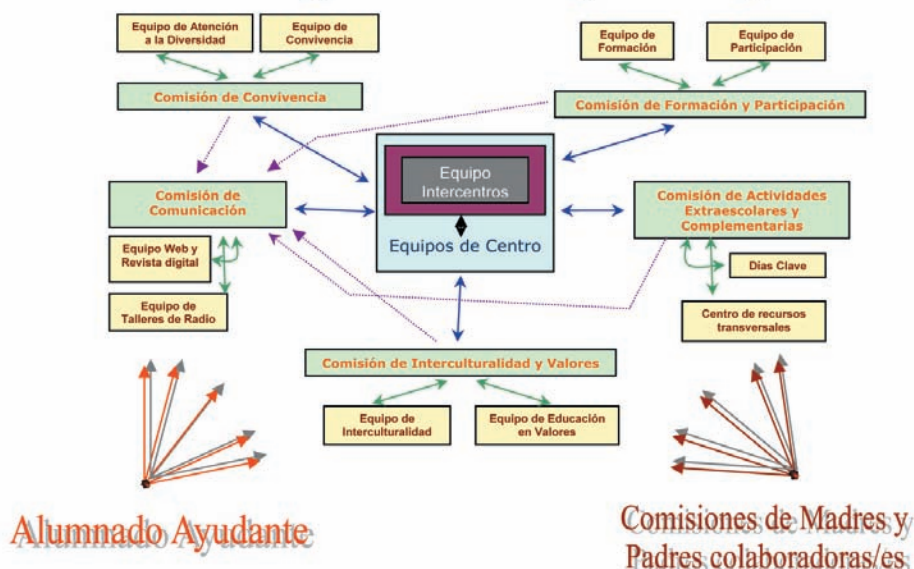 Equipo de Atención
a la Diversidad
Equipo de
Convivencia
Equipo de
Formación
Equipo de
Participación
Comisión de Convivencia
Comisión de Formación y Participación
Equipo
Intercentros
Equipos de Centro
Comisión de
Comunicación
Comisión de Actividades
Extraescolares y
Complementarias
Equipo Web y
Revista digital
Equipo de
Talleres de Radio
Días Clave
Centro de recursos
transversales
Comisión de Interculturalidad y Valores
Equipo de
Interculturalidad
Equipo de Educación
en Valores
Alumnado Ayudante
Comisiones de Madres y
Padres colaboradoras/es